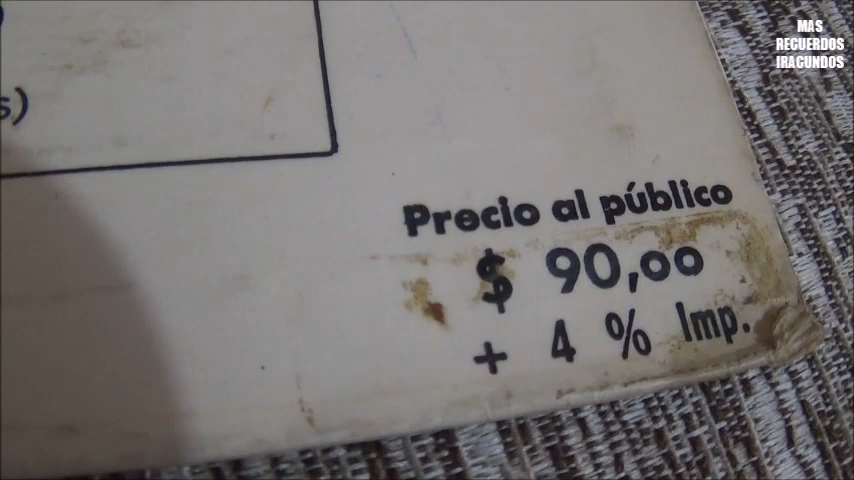 MAS
RECUERDOS
IRACUNDOS
s)
Precio al público
$ 90,00
+ 4 % Imp.